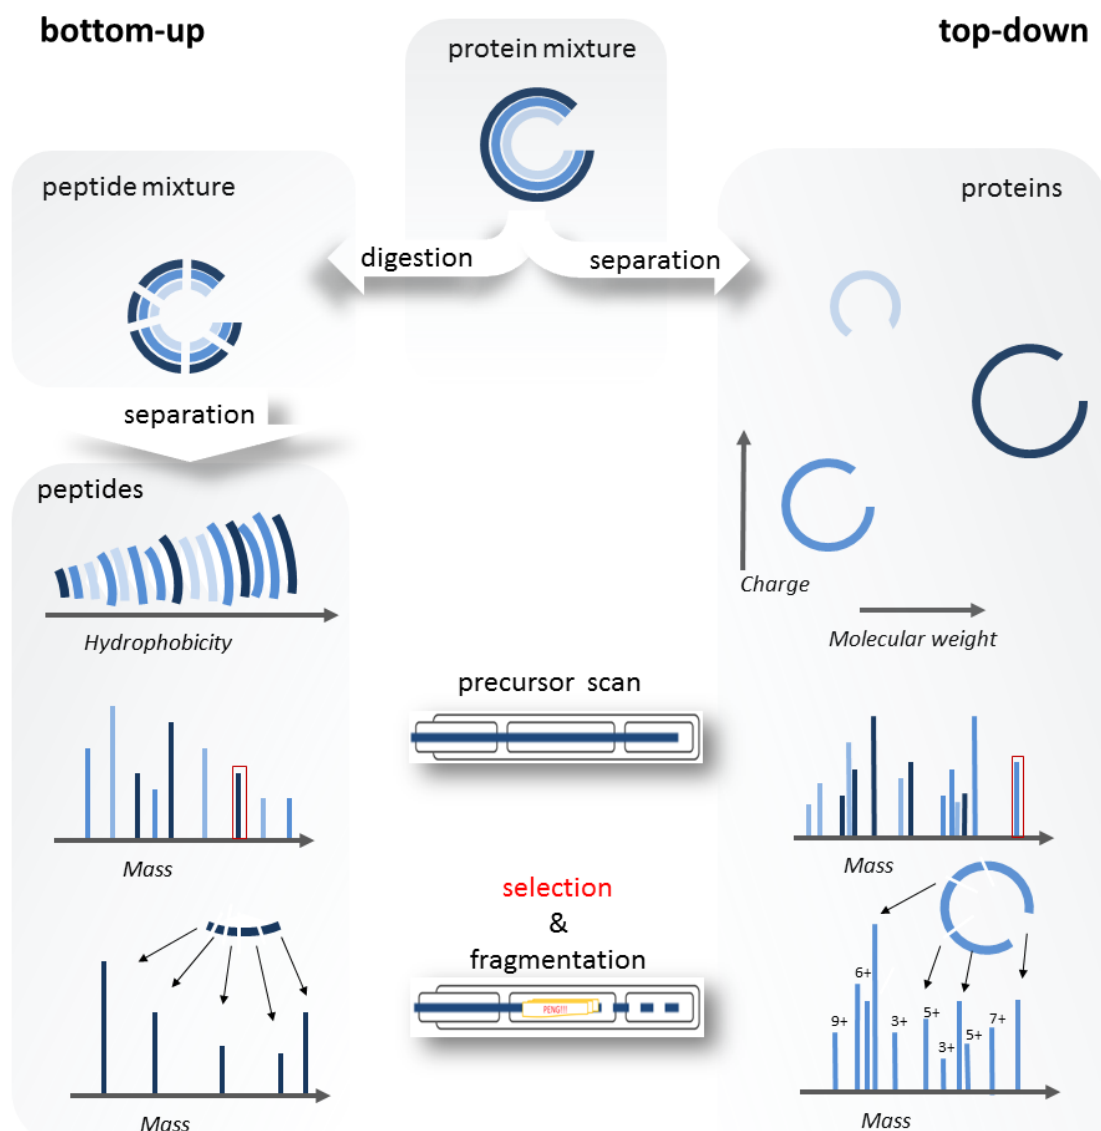 bottom-up
protein mixture
top-down
peptide mixture
proteins
digestion
separation
separation
peptides
Hydrophobicity
Charge
Molecular weight
precursor scan
Mass
Mass
selection
&
fragmentation
PENG!!!
9+
6+
3+
5+
3+
5+
7+
Mass
Mass